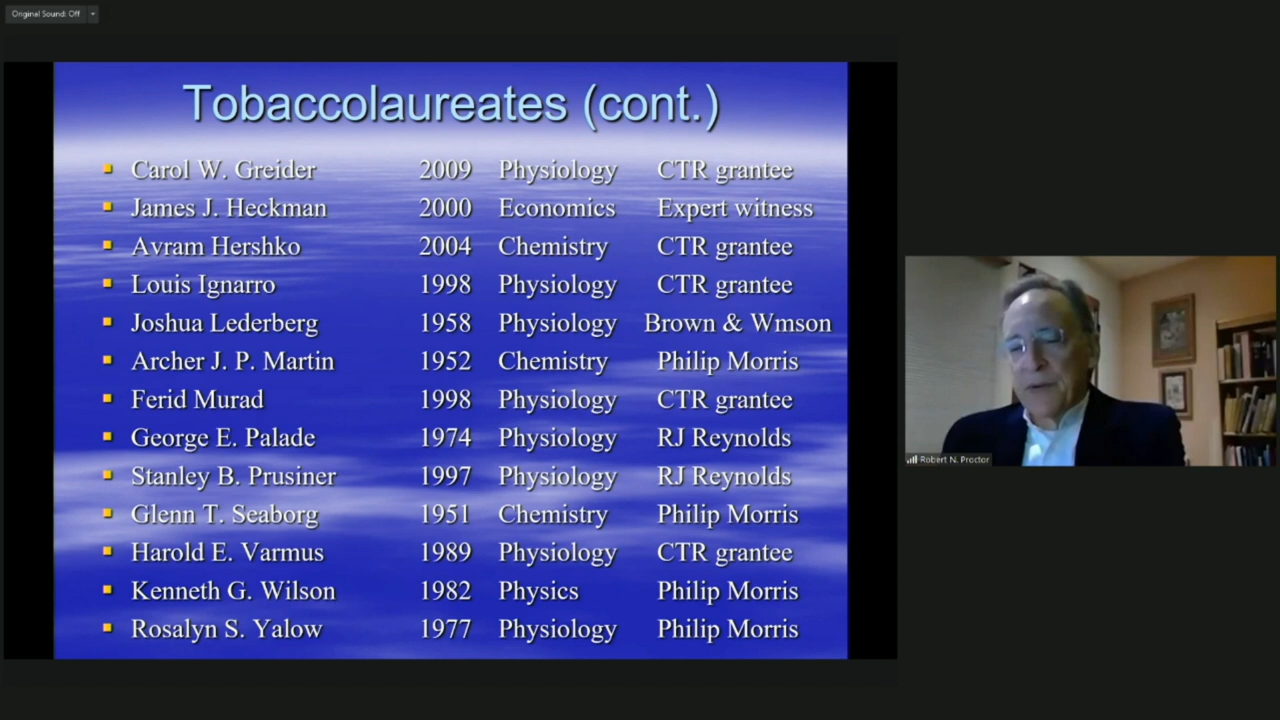 Original Sound: Off
Tobaccolaureates (cont.)
Carol W. Greider 2009 Physiology CTR grantee
James J. Heckman 2000 Economics Expert witness
Avram Hershko 2004 Chemistry CTR grantee
Louis Ignarro 1998 Physiology CTR grantee
Joshua Lederberg 1958 Physiology Brown & Wmson
Archer J. P. Martin 1952 Chemistry Philip Morris
Ferid Murad 1998 Physiology CTR grantee
George E. Palade 1974 Physiology RJ Reynolds
Stanley B. Prusiner 1997 Physiology RJ Reynolds
Glenn T. Seaborg 1951 Chemistry Philip Morris
Harold E. Varmus 1989 Physiology CTR grantee
Kenneth G. Wilson 1982 Physics Philip Morris
Rosalyn S. Yalow 1977 Physiology Philip Morris
Robert N. Proctor